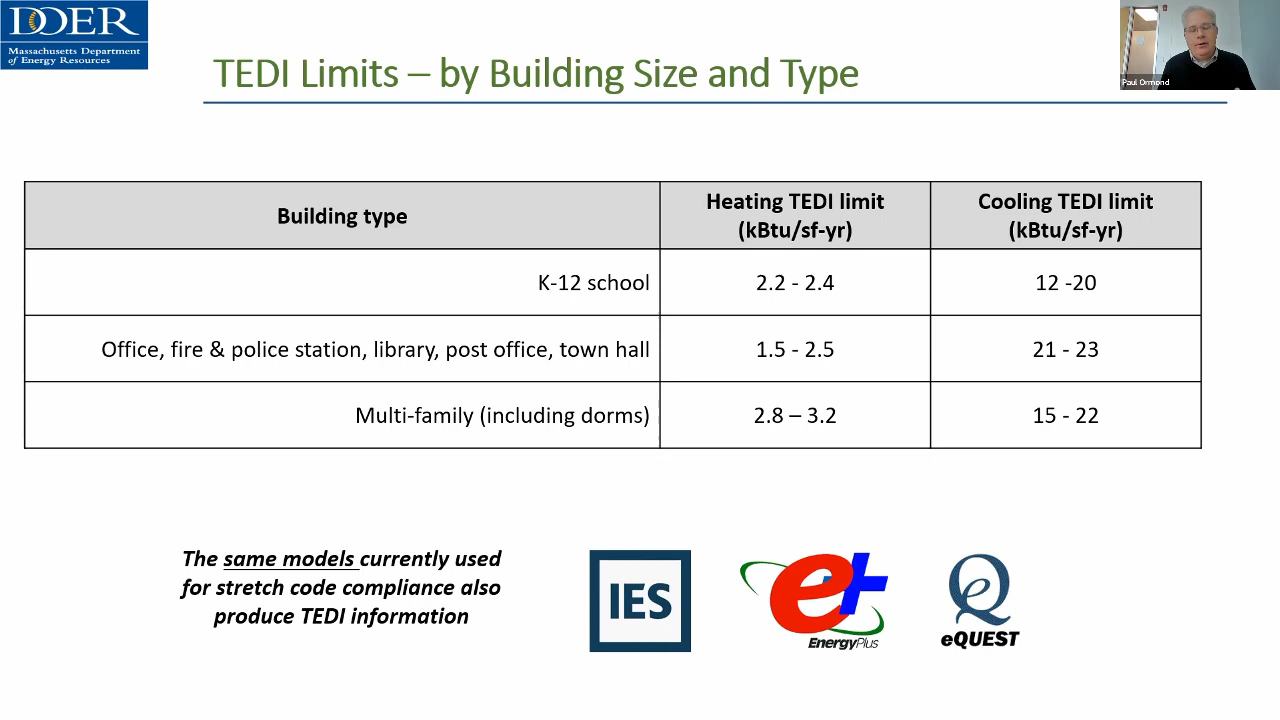 DOER
Massachusetts Department
of Energy Resources
TEDI Limits – by Building Size and Type
Paul Ormond
Building type
Heating TEDI limit
(kBtu/sf-yr)
Cooling TEDI limit
(kBtu/sf-yr)
K-12 school
2.2 - 2.4
12 -20
Office, fire & police station, library, post office, town hall
1.5 - 2.5
21 - 23
Multi-family (including dorms)
2.8 – 3.2
15 - 22
The same models currently used
for stretch code compliance also
produce TEDI information
IES
e+
EnergyPlus
Qe
eQUEST